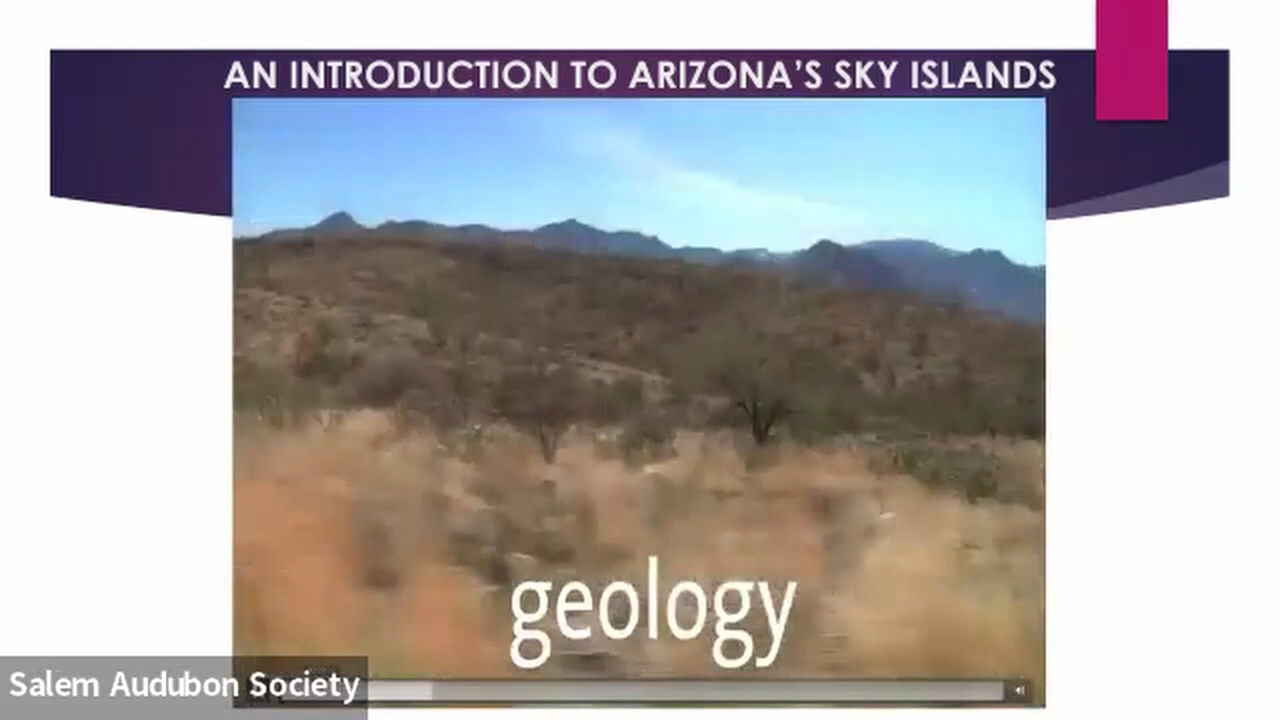 AN INTRODUCTION TO ARIZONA'S SKY ISLANDS
geology
Salem Audubon Society